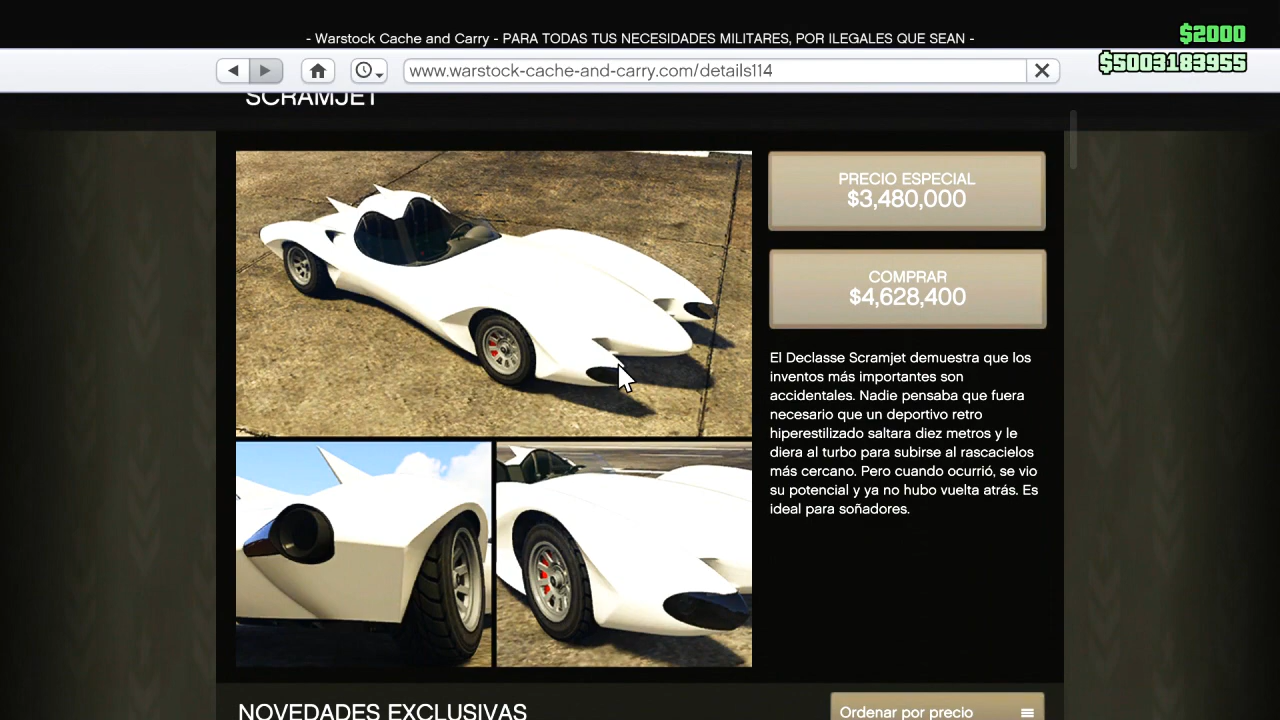 - Warstock Cache and Carry - PARA TODAS TUS NECESIDADES MILITARES, POR ILEGALES QUE SEAN -
$2000
$5003183955
www.warstock-cache-and-carry.com/details114
SCRAMJET
PRECIO ESPECIAL
$3,480,000
COMPRAR
$4,628,400
El Declasse Scramjet demuestra que los
inventos más importantes son
accidentales. Nadie pensaba que fuera
necesario que un deportivo retro
hiperestilizado saltara diez metros y le
diera al turbo para subirse al rascacielos
más cercano. Pero cuando ocurrió, se vio
su potencial y ya no hubo vuelta atrás. Es
ideal para soñadores.
NOVEDADES EXCLUSIVAS
Ordenar por precio